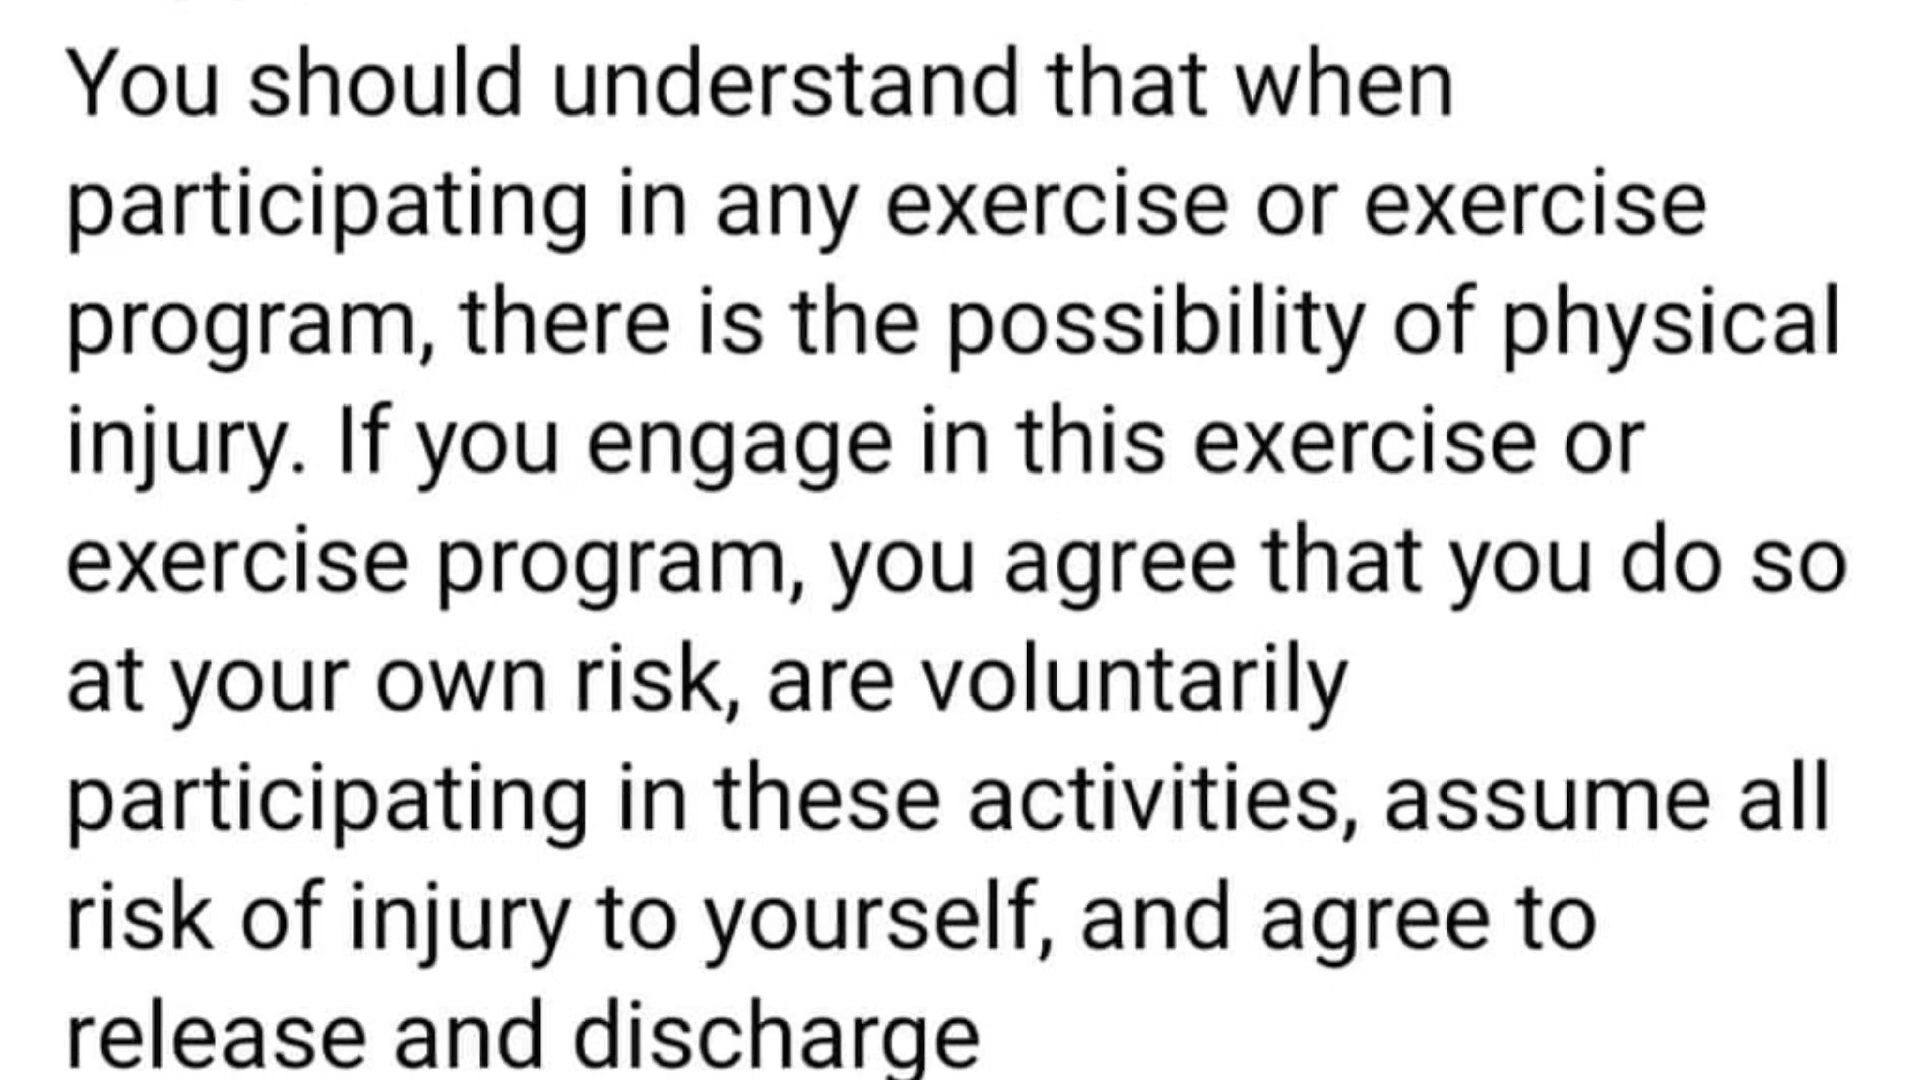 You should understand that when
participating in any exercise or exercise
program, there is the possibility of physical
injury. If you engage in this exercise or
exercise program, you agree that you do so
at your own risk, are voluntarily
participating in these activities, assume all
risk of injury to yourself, and agree to
release and discharge